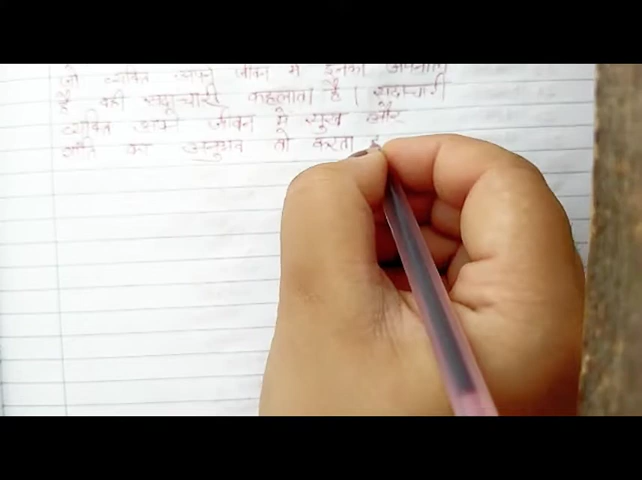 जो व्यक्ति अपने जीवन में इनको अपनाता
है वही सदाचारी कहलाता है। सदाचारी
व्यक्ति अपने जीवन में सुख और
शांति का अनुभव तो करता